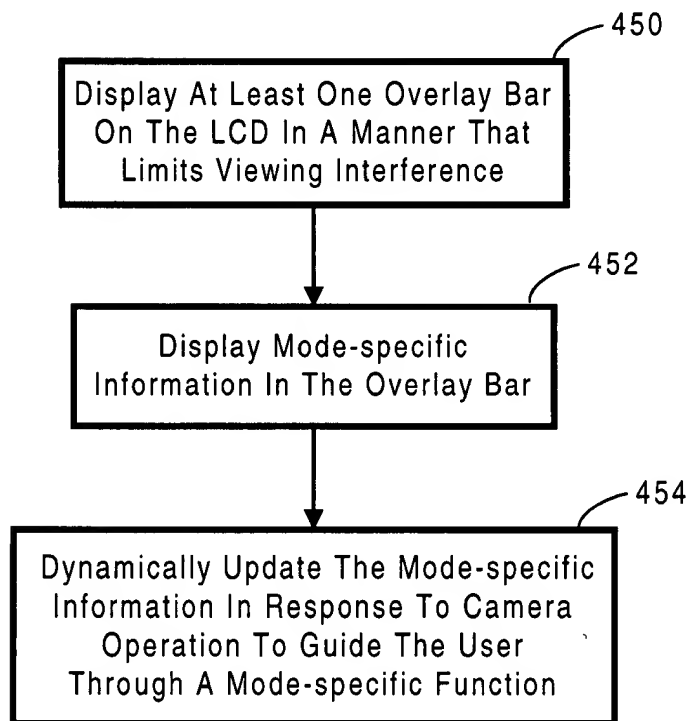 450
Display At Least One Overlay Bar
On The LCD In A Manner That
Limits Viewing Interference
452
Display Mode-specific
Information In The Overlay Bar
454
Dynamically Update The Mode-specific
Information In Response To Camera
Operation To Guide The User
Through A Mode-specific Function